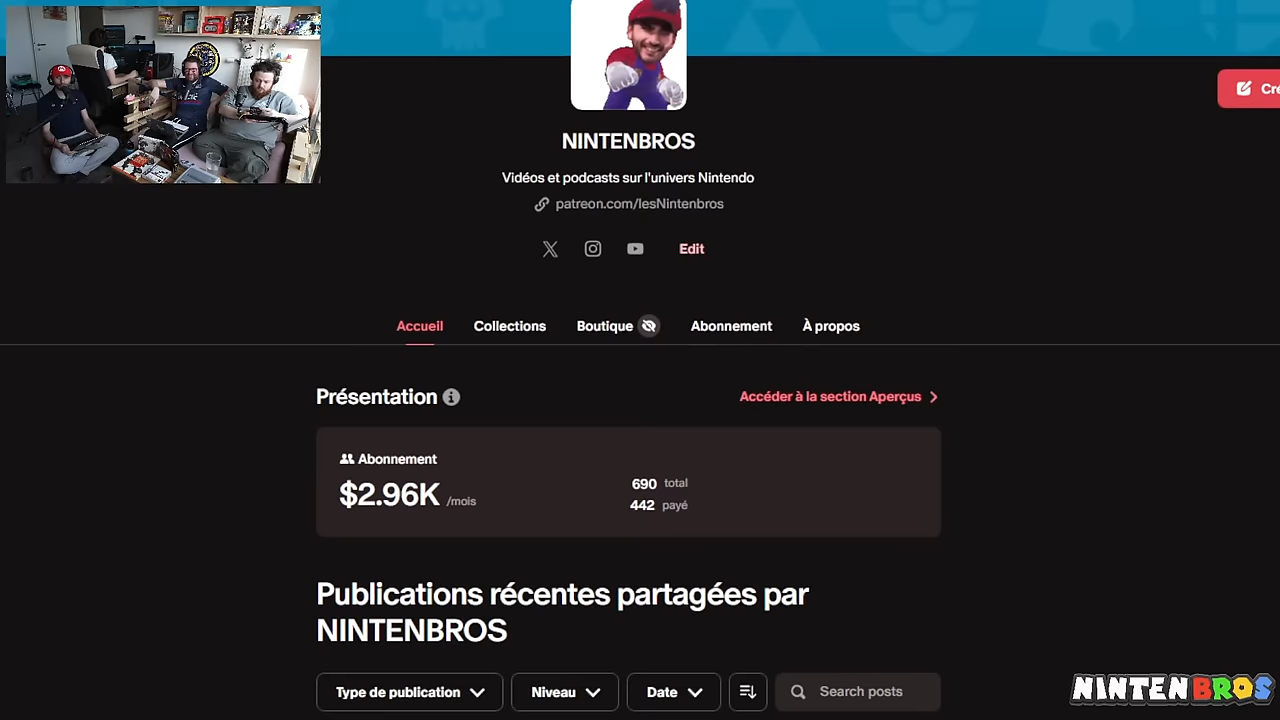 Cre
NINTENBROS
Vidéos et podcasts sur l'univers Nintendo
patreon.com/lesNintenbros
Edit
Accueil Collections Boutique Abonnement À propos
Présentation Accéder à la section Aperçus
Abonnement
$2.96K /mois
690 total
442 payé
Publications récentes partagées par
NINTENBROS
Type de publication Niveau Date Search posts
NINTENBROS